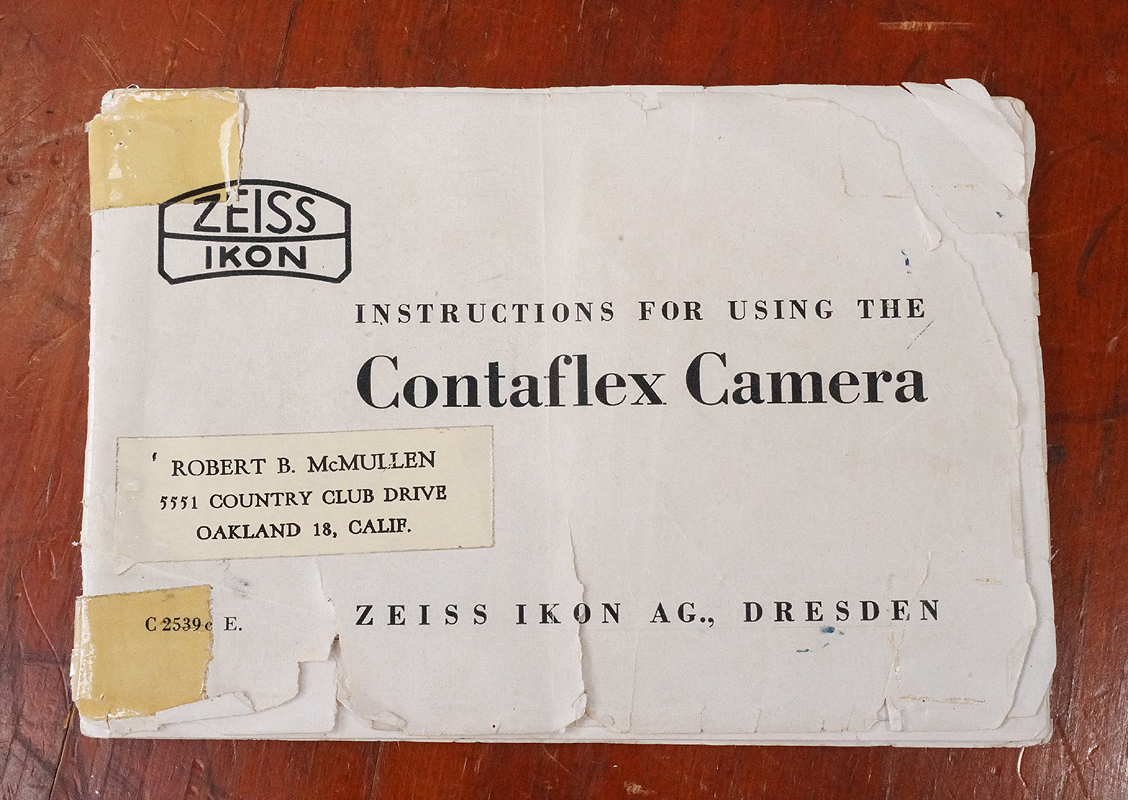 ZEISS
IKON
INSTRUCTIONS FOR USING THE
Contaflex Camera
ROBERT B. McMULLEN
5551 COUNTRY CLUB DRIVE
OAKLAND 18, CALIF.
C 2539c E.
ZEISS IKON AG., DRESDEN